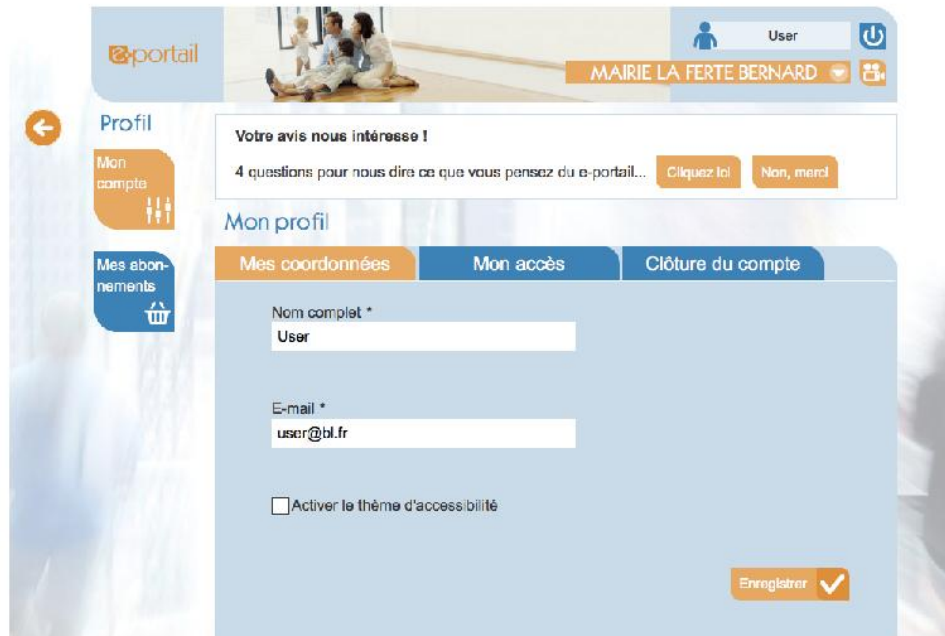 e-portail
User
MAIRIE LA FERTE BERNARD
Profil
Mon
compte
Mes abon-
nements
Votre avis nous intéresse !
4 questions pour nous dire ce que vous pensez du e-portail...
Cliquez ici
Non, merci
Mon profil
Mes coordonnées
Mon accès
Clôture du compte
Nom complet *
User
E-mail *
user@bl.fr
Activer le thème d'accessibilité
Enregistrer